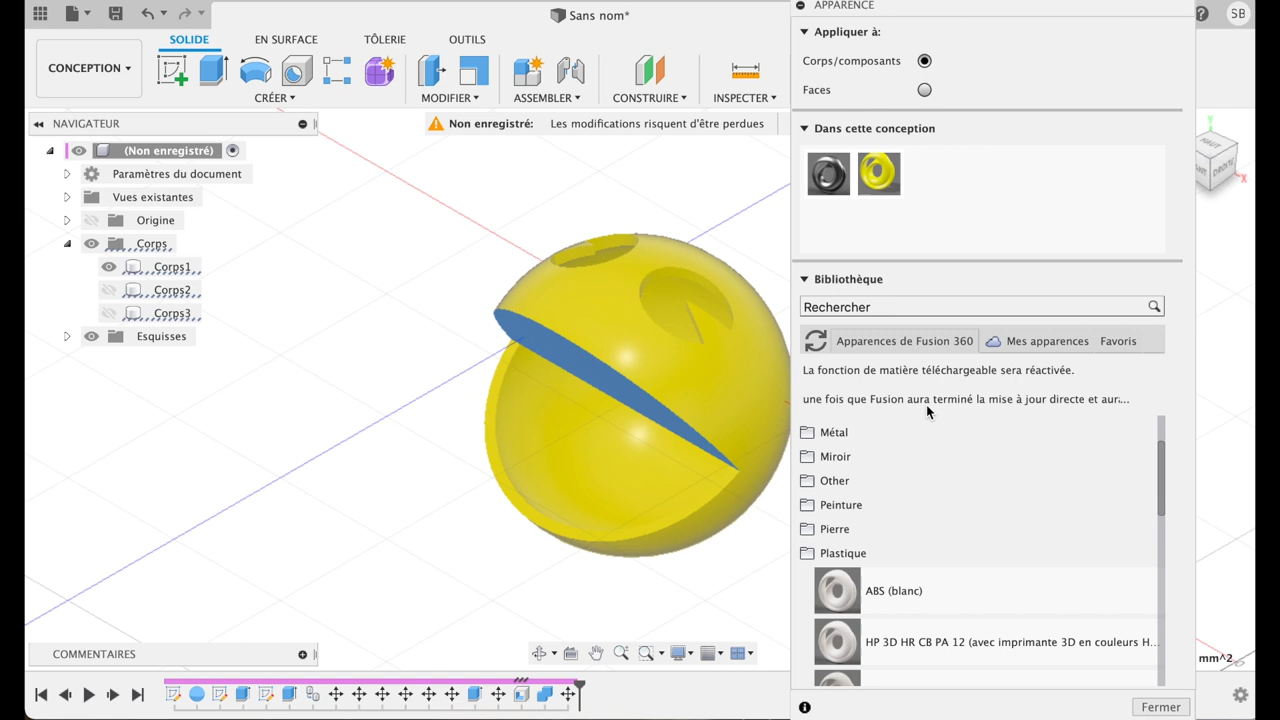 Sans nom*
SB
CONCEPTION
SOLIDE
EN SURFACE
TÔLERIE
OUTILS
CRÉER
MODIFIER
ASSEMBLER
CONSTRUIRE
INSPECTER
NAVIGATEUR
Non enregistré: Les modifications risquent d'être perdues
(Non enregistré)
Paramètres du document
Vues existantes
Origine
Corps
Corps1
Corps2
Corps3
Esquisses
COMMENTAIRES
APPARENCE
Appliquer à:
Corps/composants
Faces
Dans cette conception
Bibliothèque
Rechercher
Apparences de Fusion 360
Mes apparences
Favoris
La fonction de matière téléchargeable sera réactivée.
une fois que Fusion aura terminé la mise à jour directe et aur...
Métal
Miroir
Other
Peinture
Pierre
Plastique
ABS (blanc)
HP 3D HR CB PA 12 (avec imprimante 3D en couleurs H...
Fermer
HAUT
DROITE
Y
X
mm^2